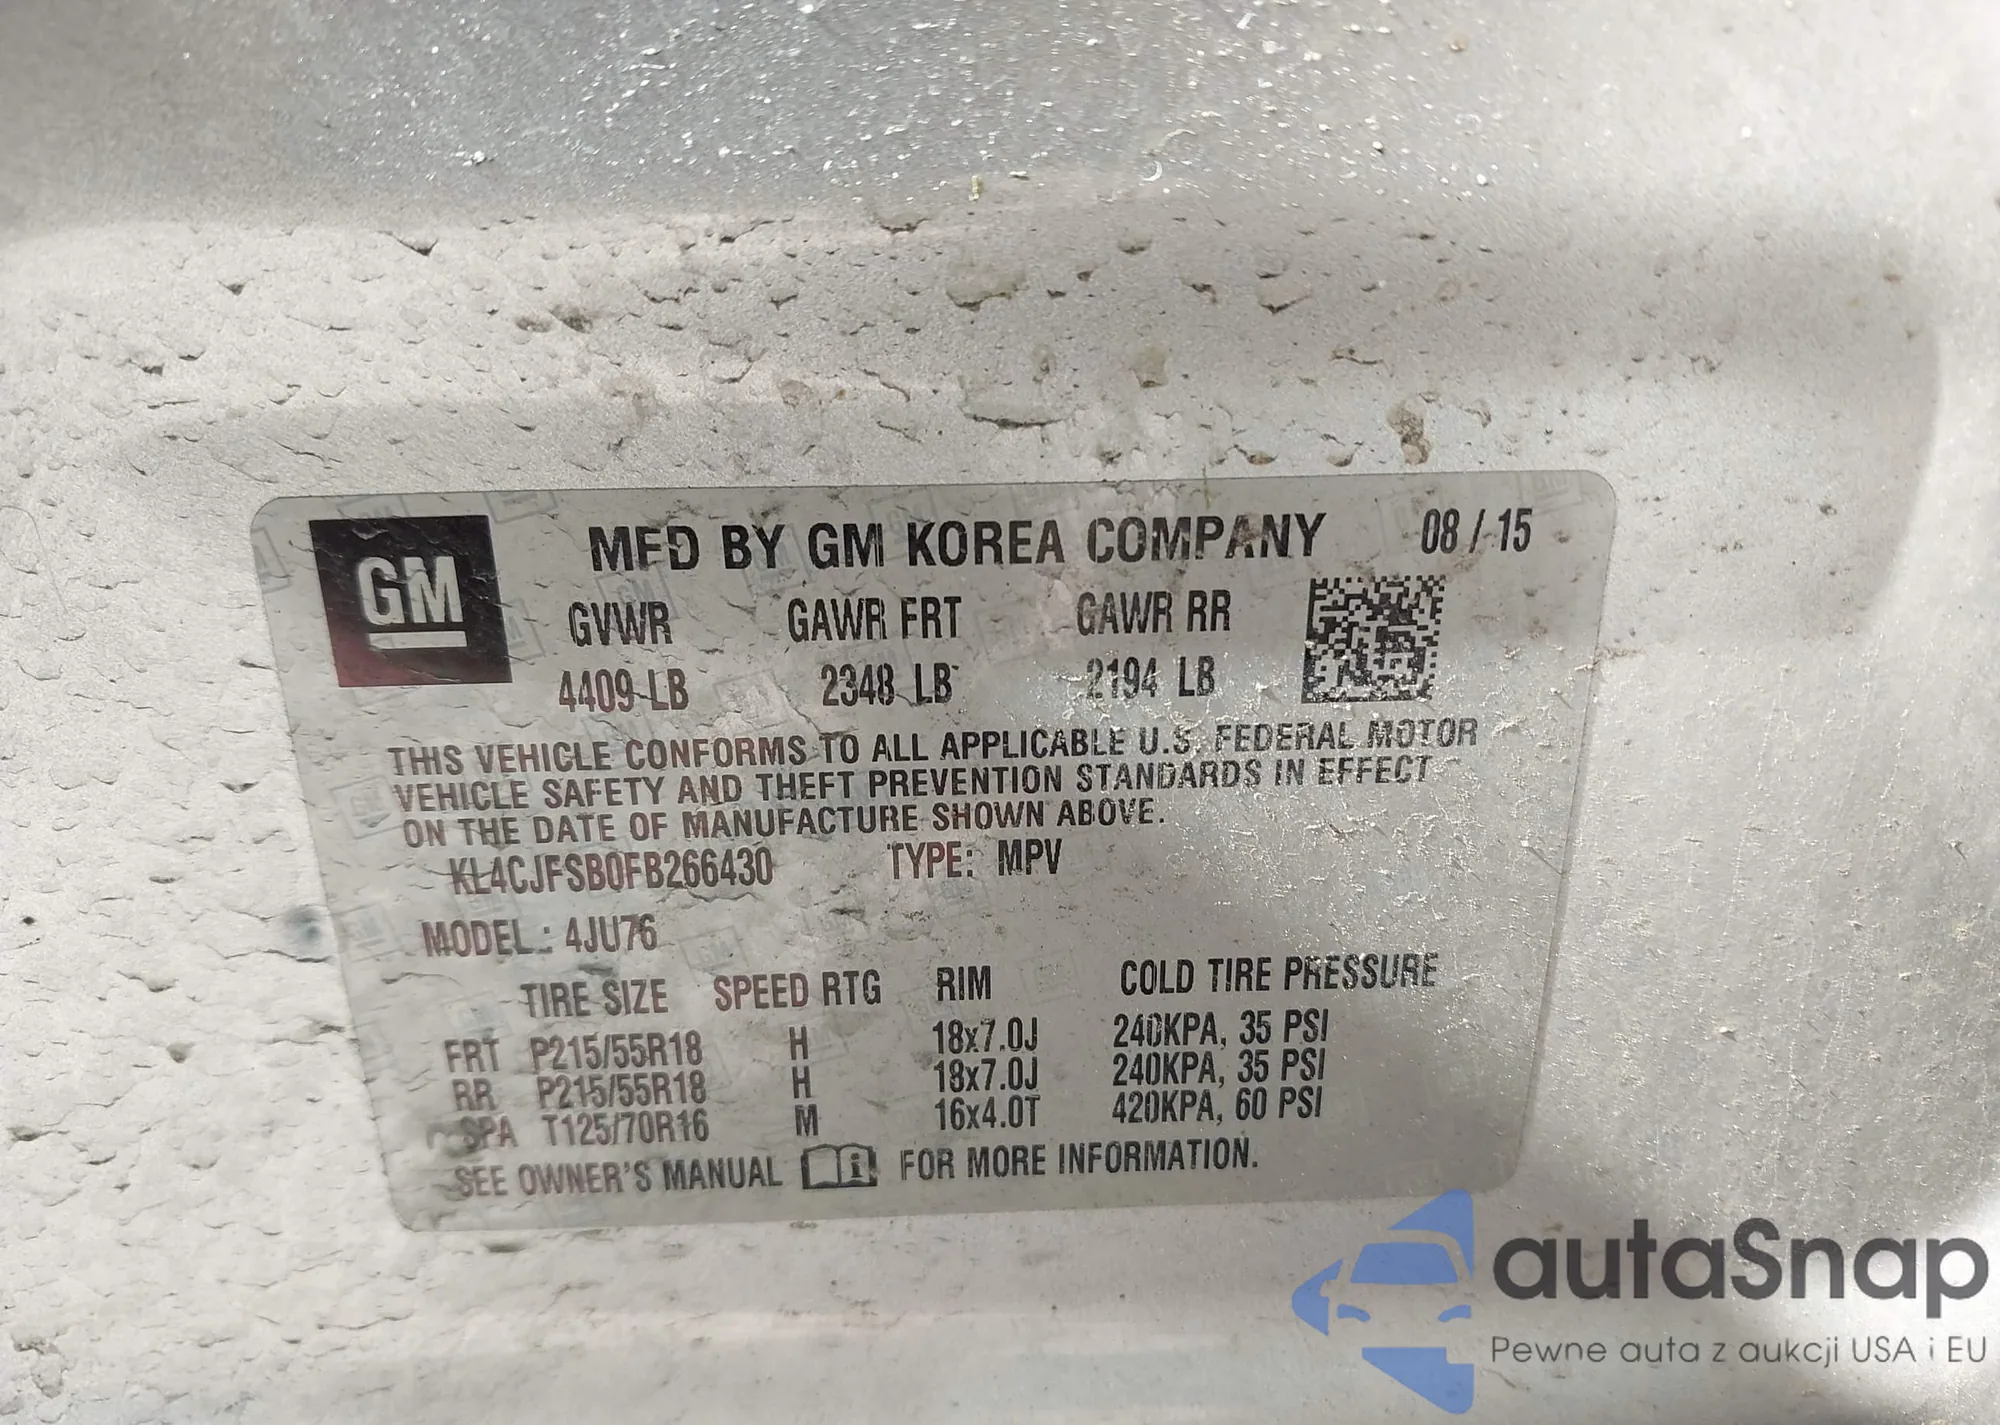 GM
MFD BY GM KOREA COMPANY 08 / 15
GVWR GAWR FRT GAWR RR
4409 LB 2348 LB 2194 LB
THIS VEHICLE CONFORMS TO ALL APPLICABLE U.S. FEDERAL MOTOR
VEHICLE SAFETY AND THEFT PREVENTION STANDARDS IN EFFECT
ON THE DATE OF MANUFACTURE SHOWN ABOVE.
KL4CJFSB0FB266430 TYPE: MPV
MODEL: 4JU76
TIRE SIZE SPEED RTG RIM COLD TIRE PRESSURE
FRT P215/55R18 H 18x7.0J 240KPA, 35 PSI
RR P215/55R18 H 18x7.0J 240KPA, 35 PSI
SPA T125/70R16 M 16x4.0T 420KPA, 60 PSI
SEE OWNER'S MANUAL FOR MORE INFORMATION.
autaSnap
Pewne auta z aukcji USA i EU